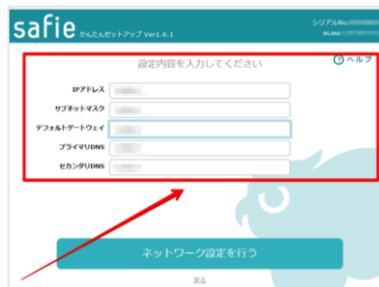 safie かんたんセットアップ Ver1.6.1
シリアルNo.
WLAN0
設定内容を入力してください
? ヘルプ
IPアドレス
サブネットマスク
デフォルトゲートウェイ
プライマリDNS
セカンダリDNS
ネットワーク設定を行う
戻る